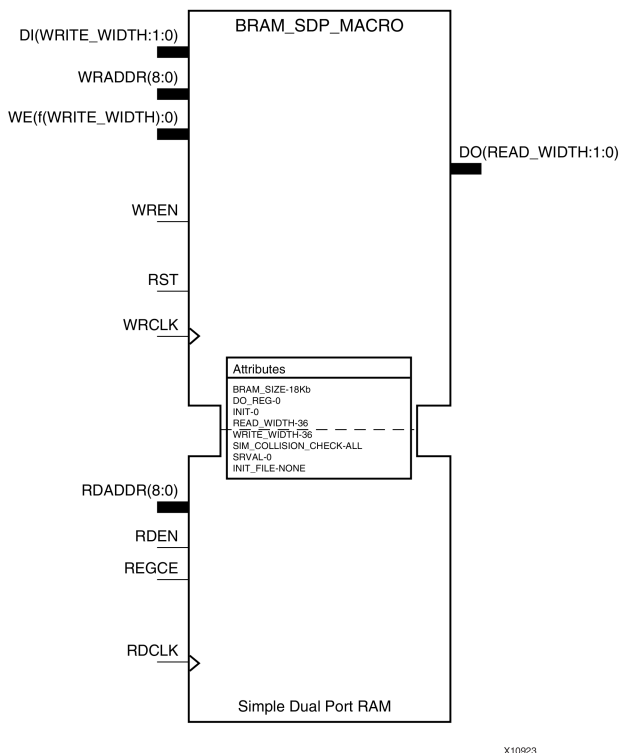 BRAM_SDP_MACRO
DI(WRITE_WIDTH:1:0)
WRADDR(8:0)
WE(f(WRITE_WIDTH):0)
DO(READ_WIDTH:1:0)
WREN
RST
WRCLK
Attributes
BRAM_SIZE-18Kb
DO_REG-0
INIT-0
READ_WIDTH-36
WRITE_WIDTH-36
SIM_COLLISION_CHECK-ALL
SRVAL-0
INIT_FILE-NONE
RDADDR(8:0)
RDEN
REGCE
RDCLK
Simple Dual Port RAM
X10923